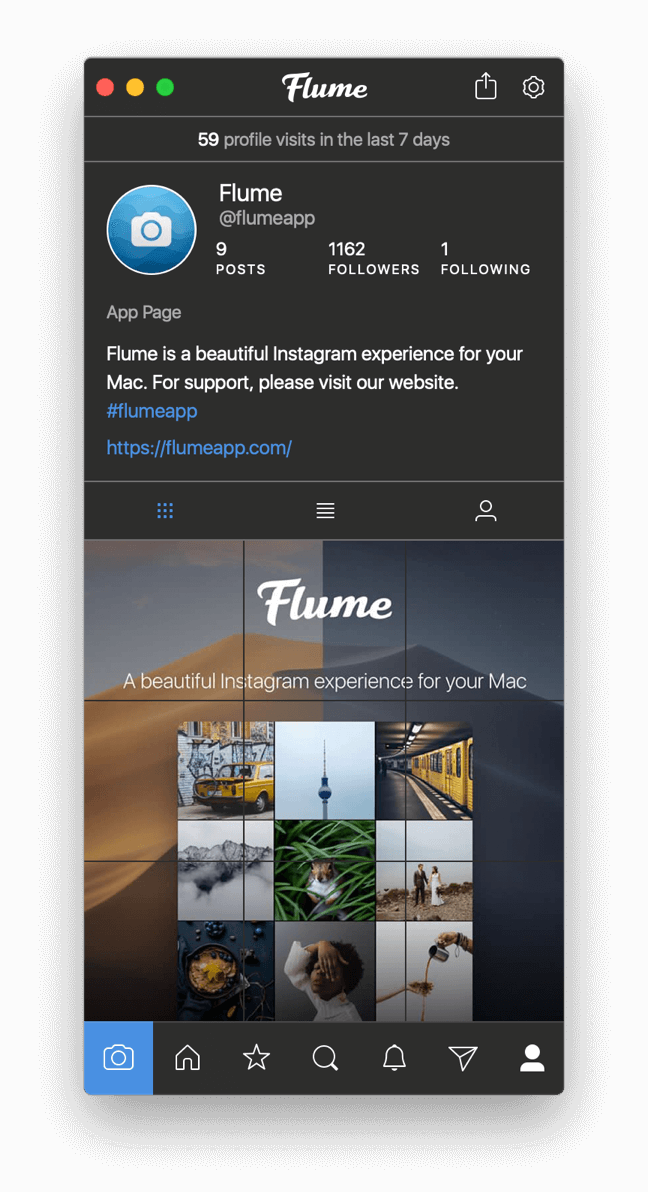 Flume
59 profile visits in the last 7 days
Flume
@flumeapp
9 1162 1
POSTS FOLLOWERS FOLLOWING
App Page
Flume is a beautiful Instagram experience for your
Mac. For support, please visit our website.
#flumeapp
https://flumeapp.com/
Flume
A beautiful Instagram experience for your Mac